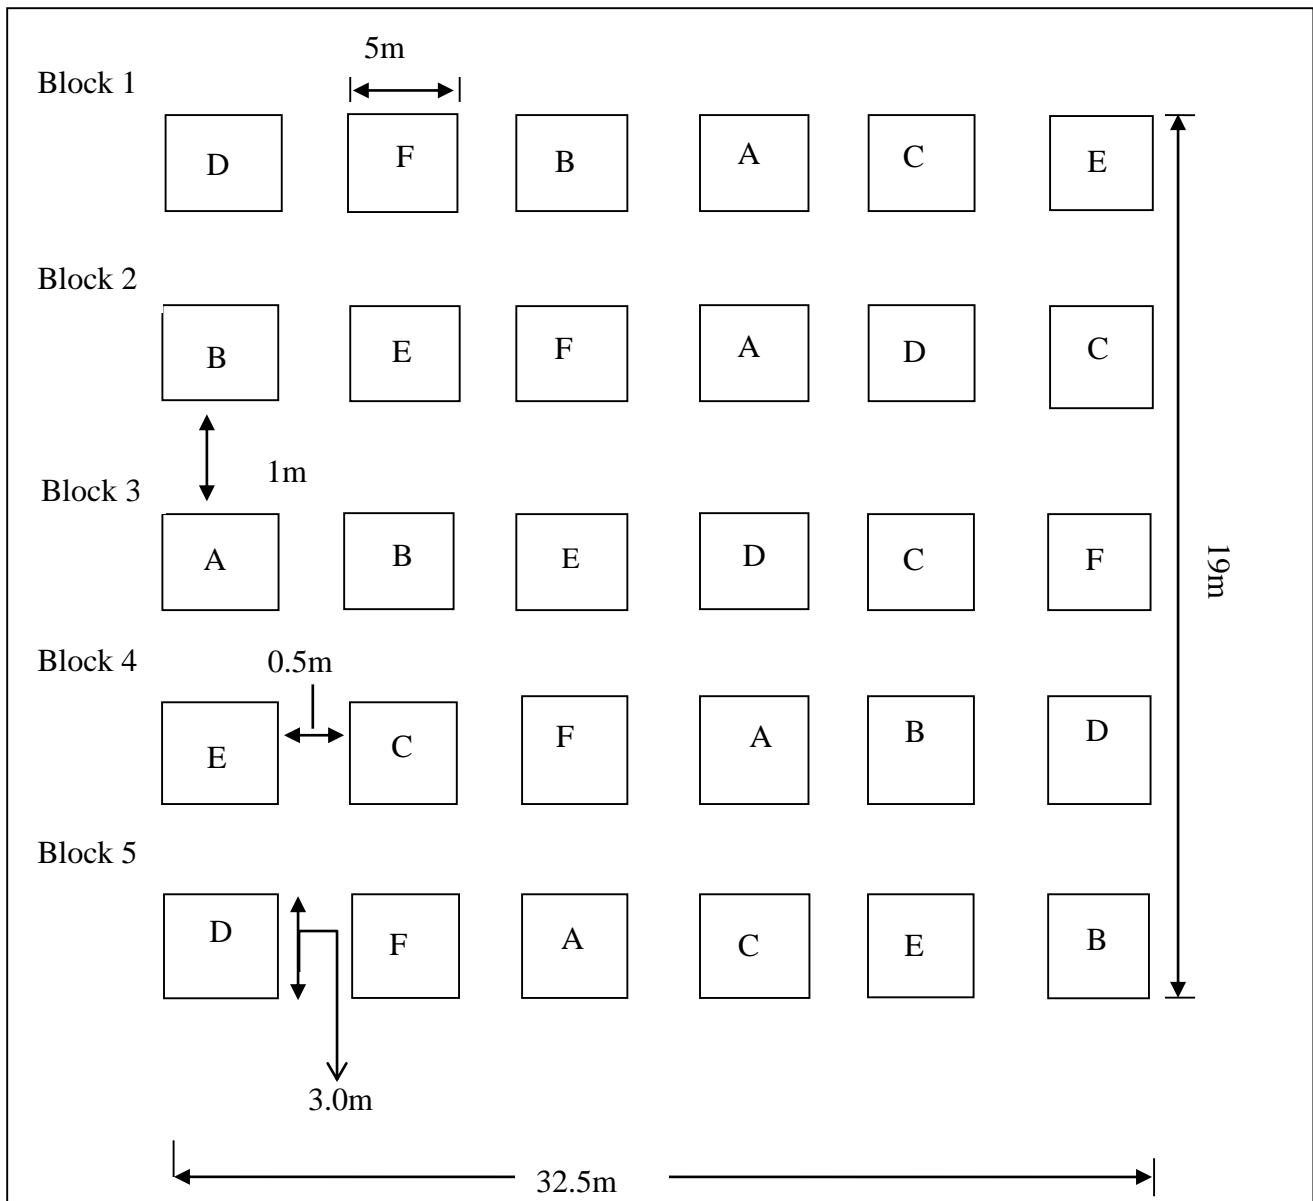 5m
Block 1
D F B A C E
Block 2
B E F A D C
1m
Block 3
A B E D C F
19m
Block 4
0.5m
E C F A B D
Block 5
D F A C E B
3.0m
32.5m